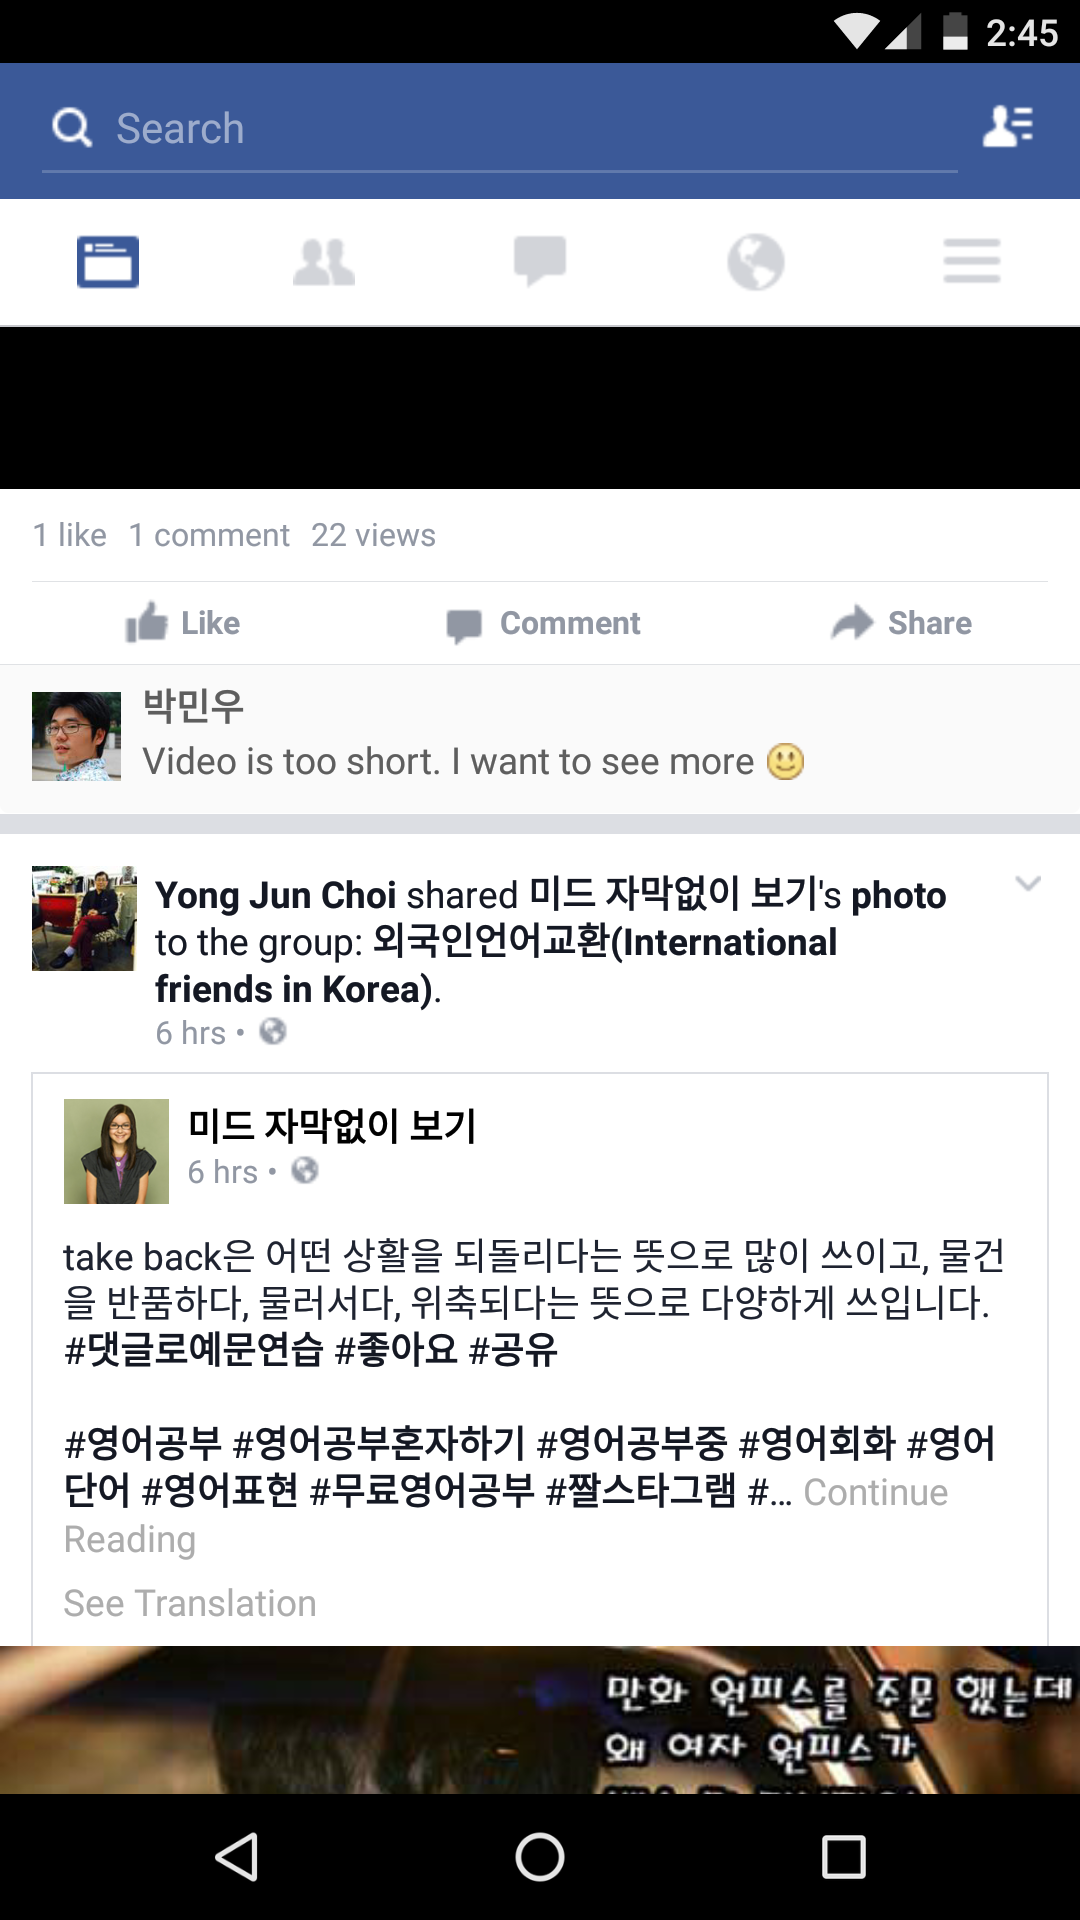 2:45
Search
1 like 1 comment 22 views
Like Comment Share
박민우
Video is too short. I want to see more
Yong Jun Choi shared 미드 자막없이 보기's photo
to the group: 외국인언어교환(International
friends in Korea).
6 hrs •
미드 자막없이 보기
6 hrs •
take back은 어떤 상활을 되돌리다는 뜻으로 많이 쓰이고, 물건
을 반품하다, 물러서다, 위축되다는 뜻으로 다양하게 쓰입니다.
#댓글로예문연습 #좋아요 #공유
#영어공부 #영어공부혼자하기 #영어공부중 #영어회화 #영어
단어 #영어표현 #무료영어공부 #짤스타그램 #... Continue
Reading
See Translation
만화 원피스를 주문 했는데
왜 여자 원피스가